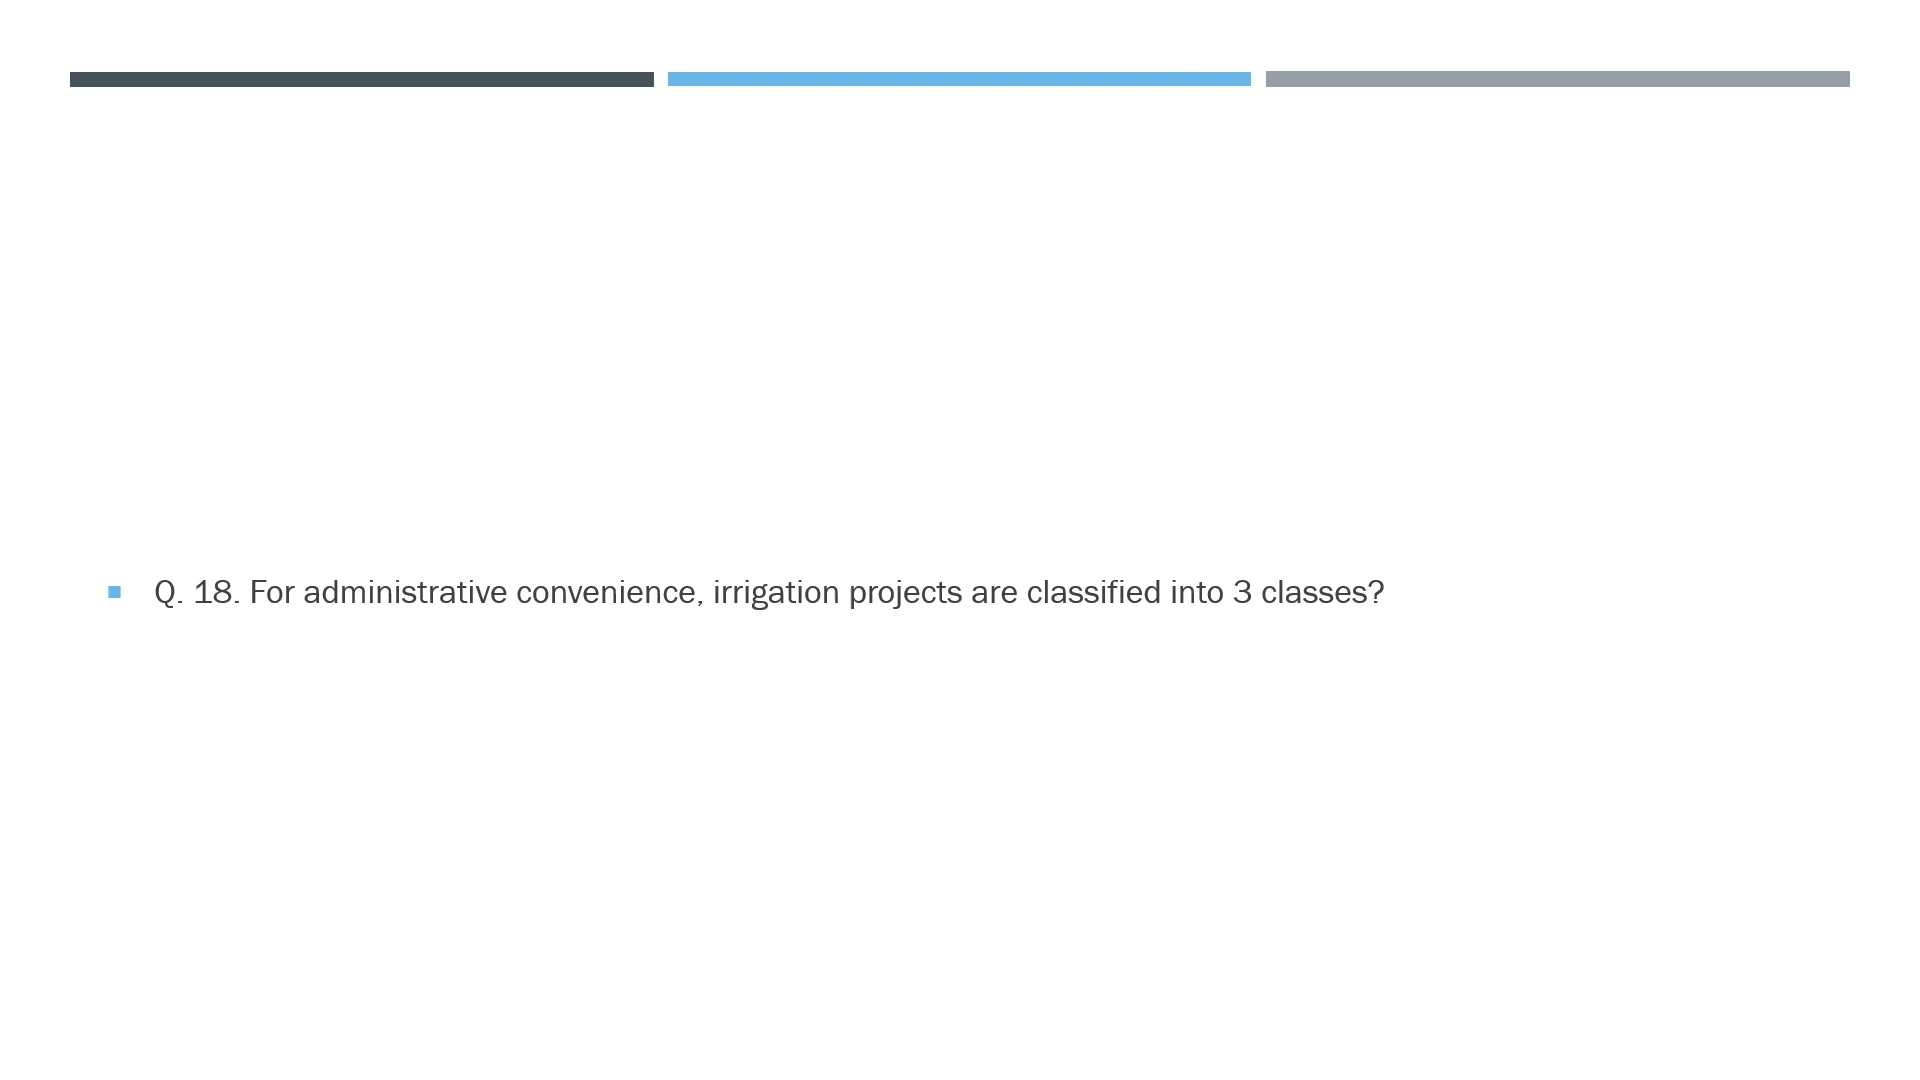 Q. 18. For administrative convenience, irrigation projects are classified into 3 classes?